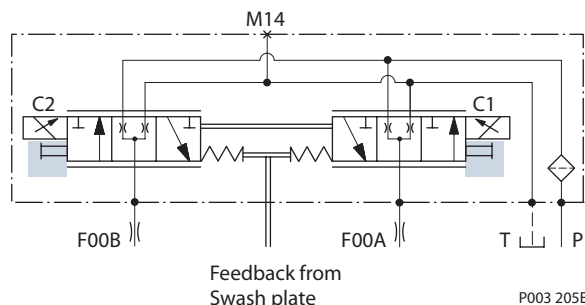 M14
C2
C1
F00B
F00A
T
P
Feedback from
Swash plate
P003 205E